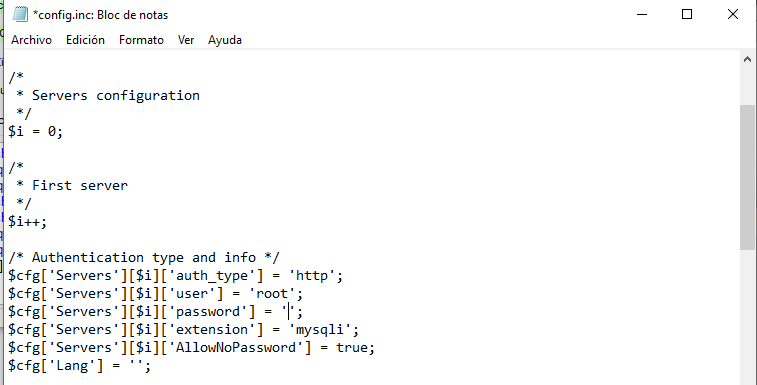 *config.inc: Bloc de notas
Archivo Edición Formato Ver Ayuda
/*
 * Servers configuration
 */
$i = 0;
/*
 * First server
 */
$i++;
/* Authentication type and info */
$cfg['Servers'][$i]['auth_type'] = 'http';
$cfg['Servers'][$i]['user'] = 'root';
$cfg['Servers'][$i]['password'] = '';
$cfg['Servers'][$i]['extension'] = 'mysqli';
$cfg['Servers'][$i]['AllowNoPassword'] = true;
$cfg['Lang'] = '';